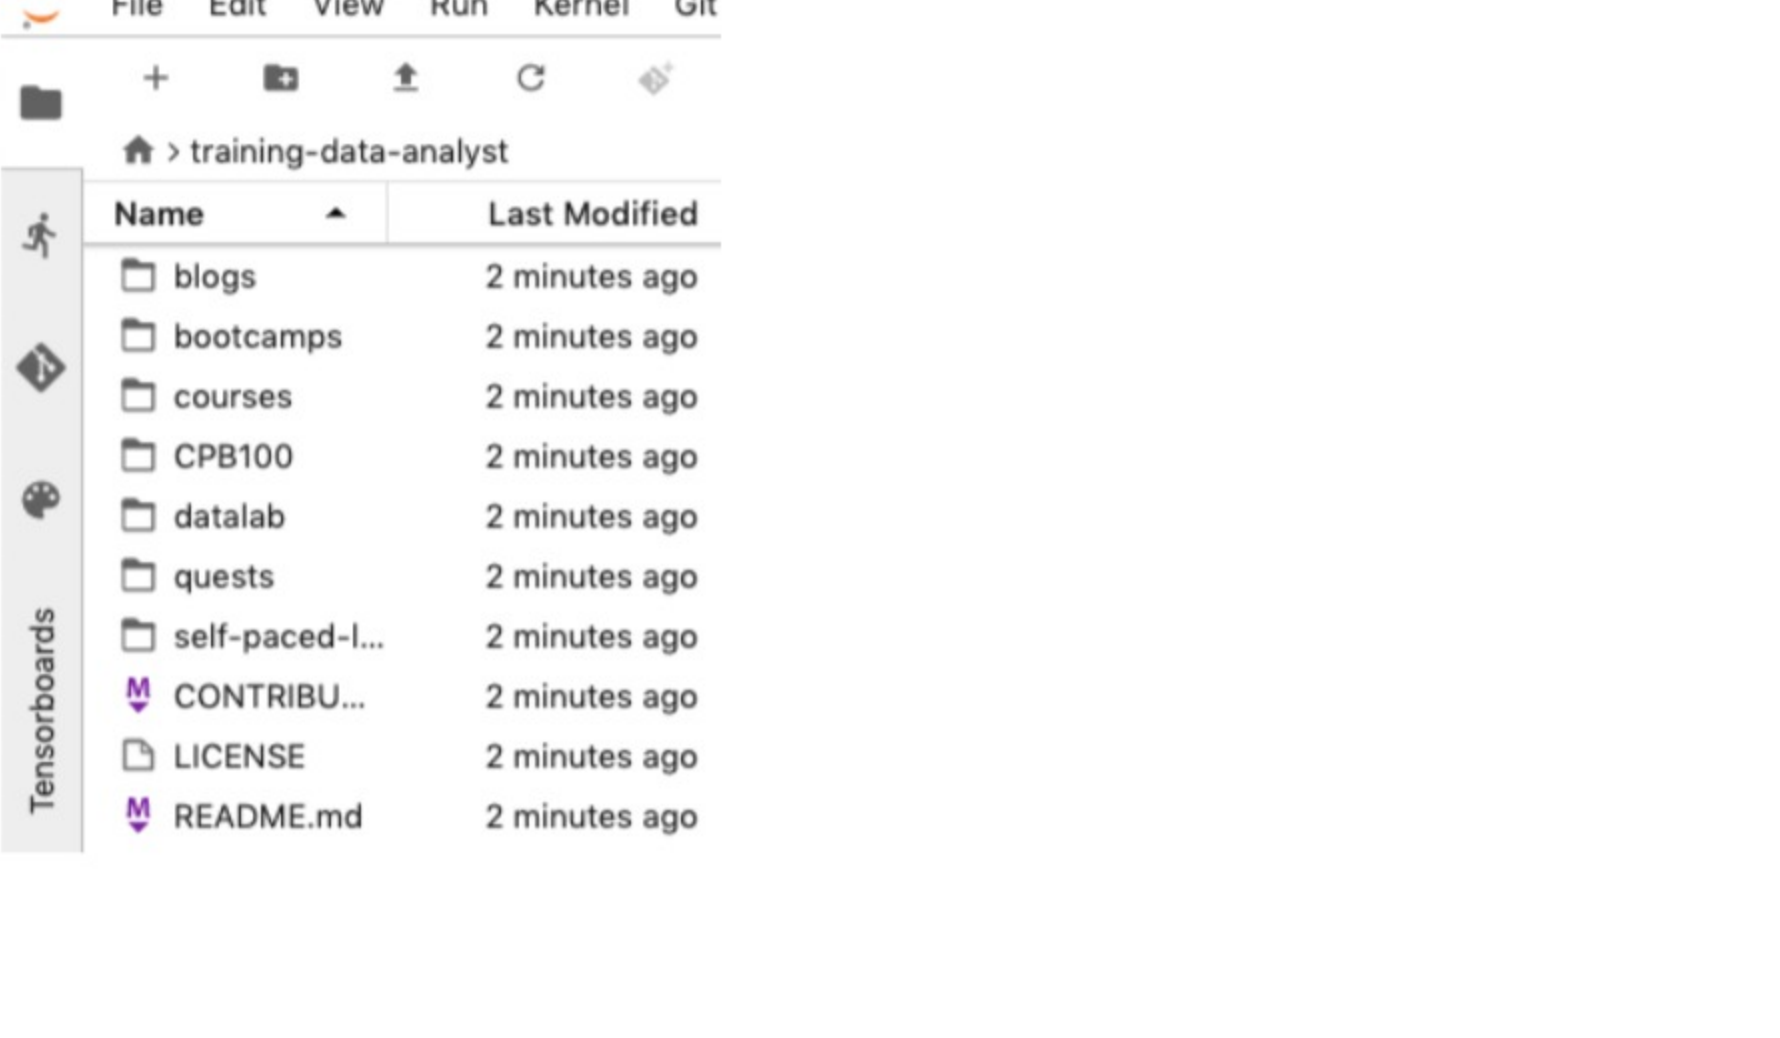 File Edit View Run Kernel Git
training-data-analyst
Name Last Modified
blogs 2 minutes ago
bootcamps 2 minutes ago
courses 2 minutes ago
CPB100 2 minutes ago
datalab 2 minutes ago
quests 2 minutes ago
self-paced-l... 2 minutes ago
CONTRIBU... 2 minutes ago
LICENSE 2 minutes ago
README.md 2 minutes ago
Tensorboards